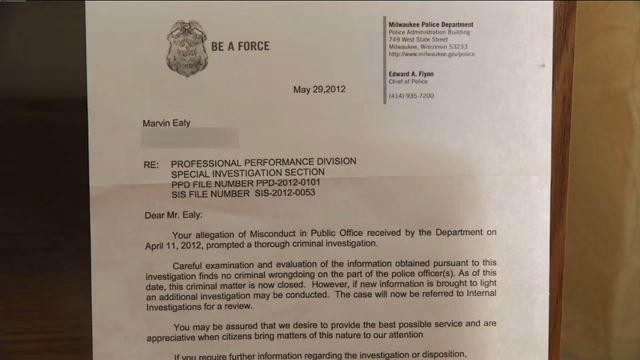 BE A FORCE
Milwaukee Police Department
Police Administration Building
749 West State Street
Milwaukee, Wisconsin 53233
http://www.milwaukee.gov/police
Edward A. Flynn
Chief of Police
(414) 935-7200
May 29,2012
Marvin Ealy
RE: PROFESSIONAL PERFORMANCE DIVISION
SPECIAL INVESTIGATION SECTION
PPD FILE NUMBER PPD-2012-0101
SIS FILE NUMBER SIS-2012-0053
Dear Mr. Ealy:
Your allegation of Misconduct in Public Office received by the Department on
April 11, 2012, prompted a thorough criminal investigation.
Careful examination and evaluation of the information obtained pursuant to this
investigation finds no criminal wrongdoing on the part of the police officer(s). As of this
date, this criminal matter is now closed. However, if new information is brought to light
an additional investigation may be conducted. The case will now be referred to Internal
Investigations for a review.
You may be assured that we desire to provide the best possible service and are
appreciative when citizens bring matters of this nature to our attention
If you require further information regarding the investigation or disposition,